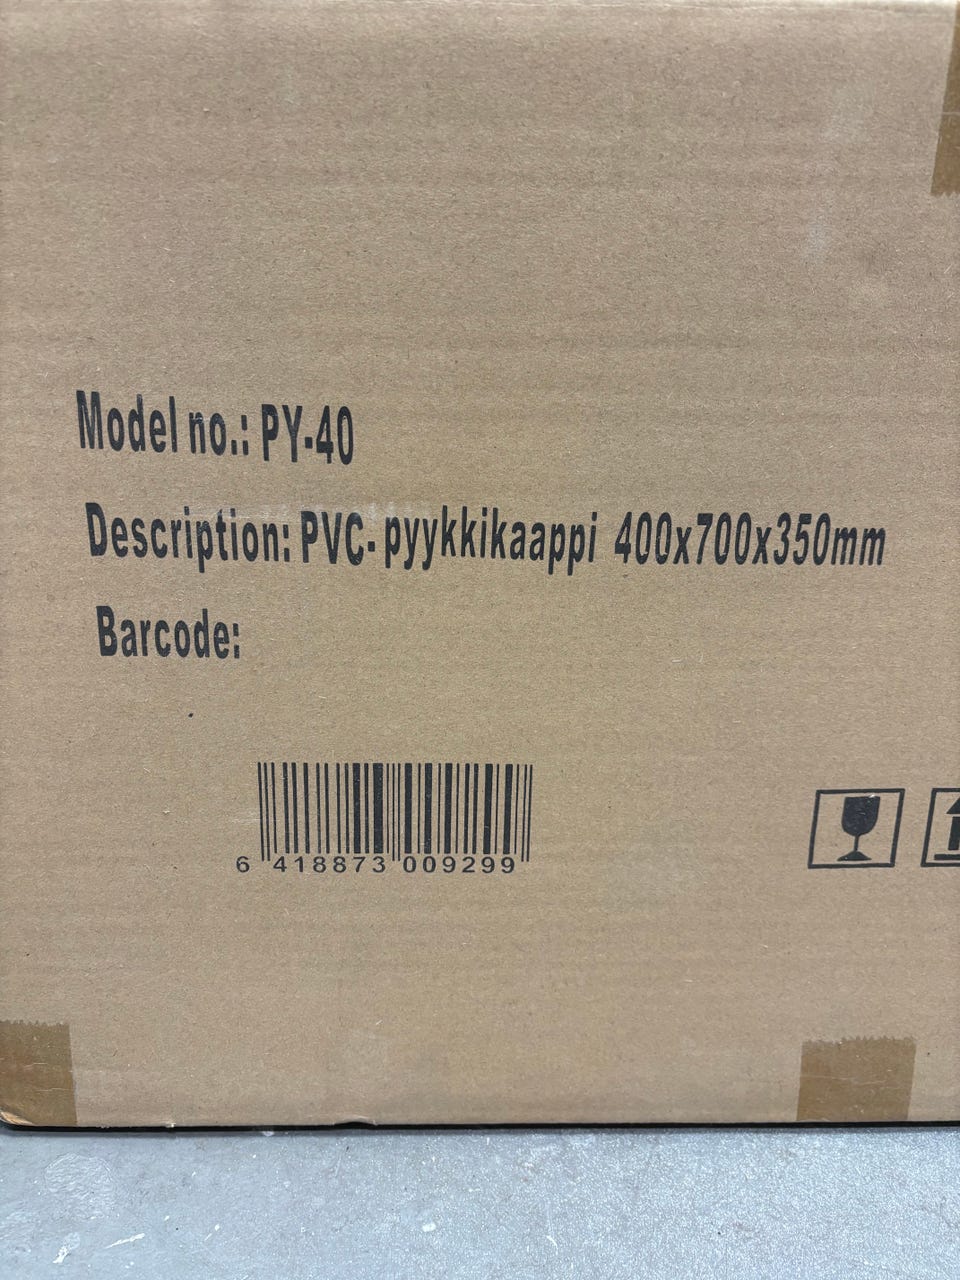 Model no.: PY-40
Description: PVC-pyykkikaappi 400x700x350mm
Barcode:
6 418873 009299